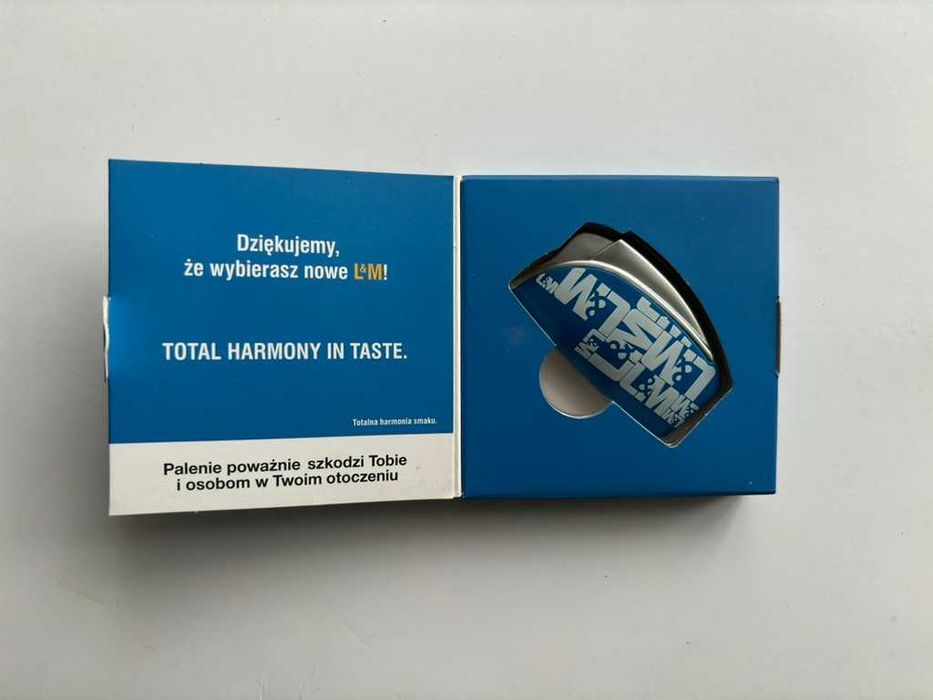 Dziękujemy,
że wybierasz nowe L&M!
TOTAL HARMONY IN TASTE.
Totalna harmonia smaku.
Palenie poważnie szkodzi Tobie
i osobom w Twoim otoczeniu
L&M
L&M
L&M
L&M